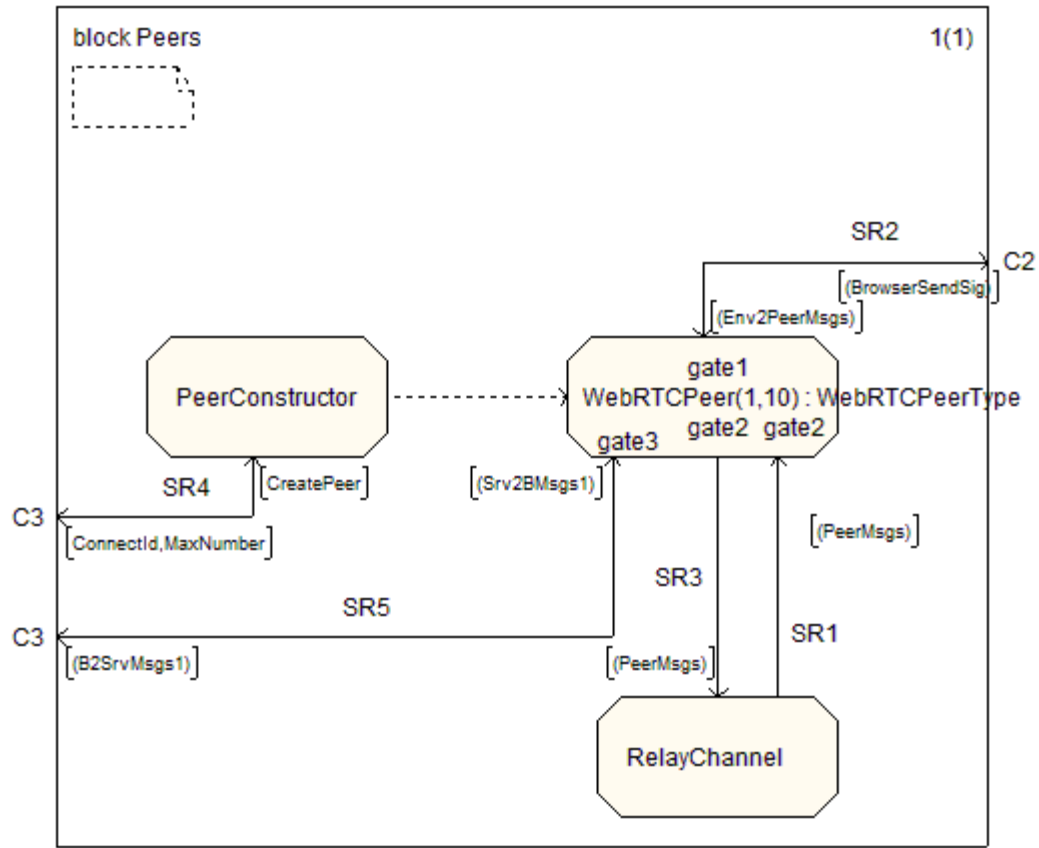 block Peers
1(1)
SR2
C2
[(BrowserSendSig)]
[(Env2PeerMsgs)]
gate1
PeerConstructor
WebRTCPeer(1,10) : WebRTCPeerType
gate2 gate2
gate3
SR4
[CreatePeer]
[(Srv2BMsgs1)]
C3
[ConnectId,MaxNumber]
[(PeerMsgs)]
SR3
SR5
SR1
C3
[(B2SrvMsgs1)]
[(PeerMsgs)]
RelayChannel